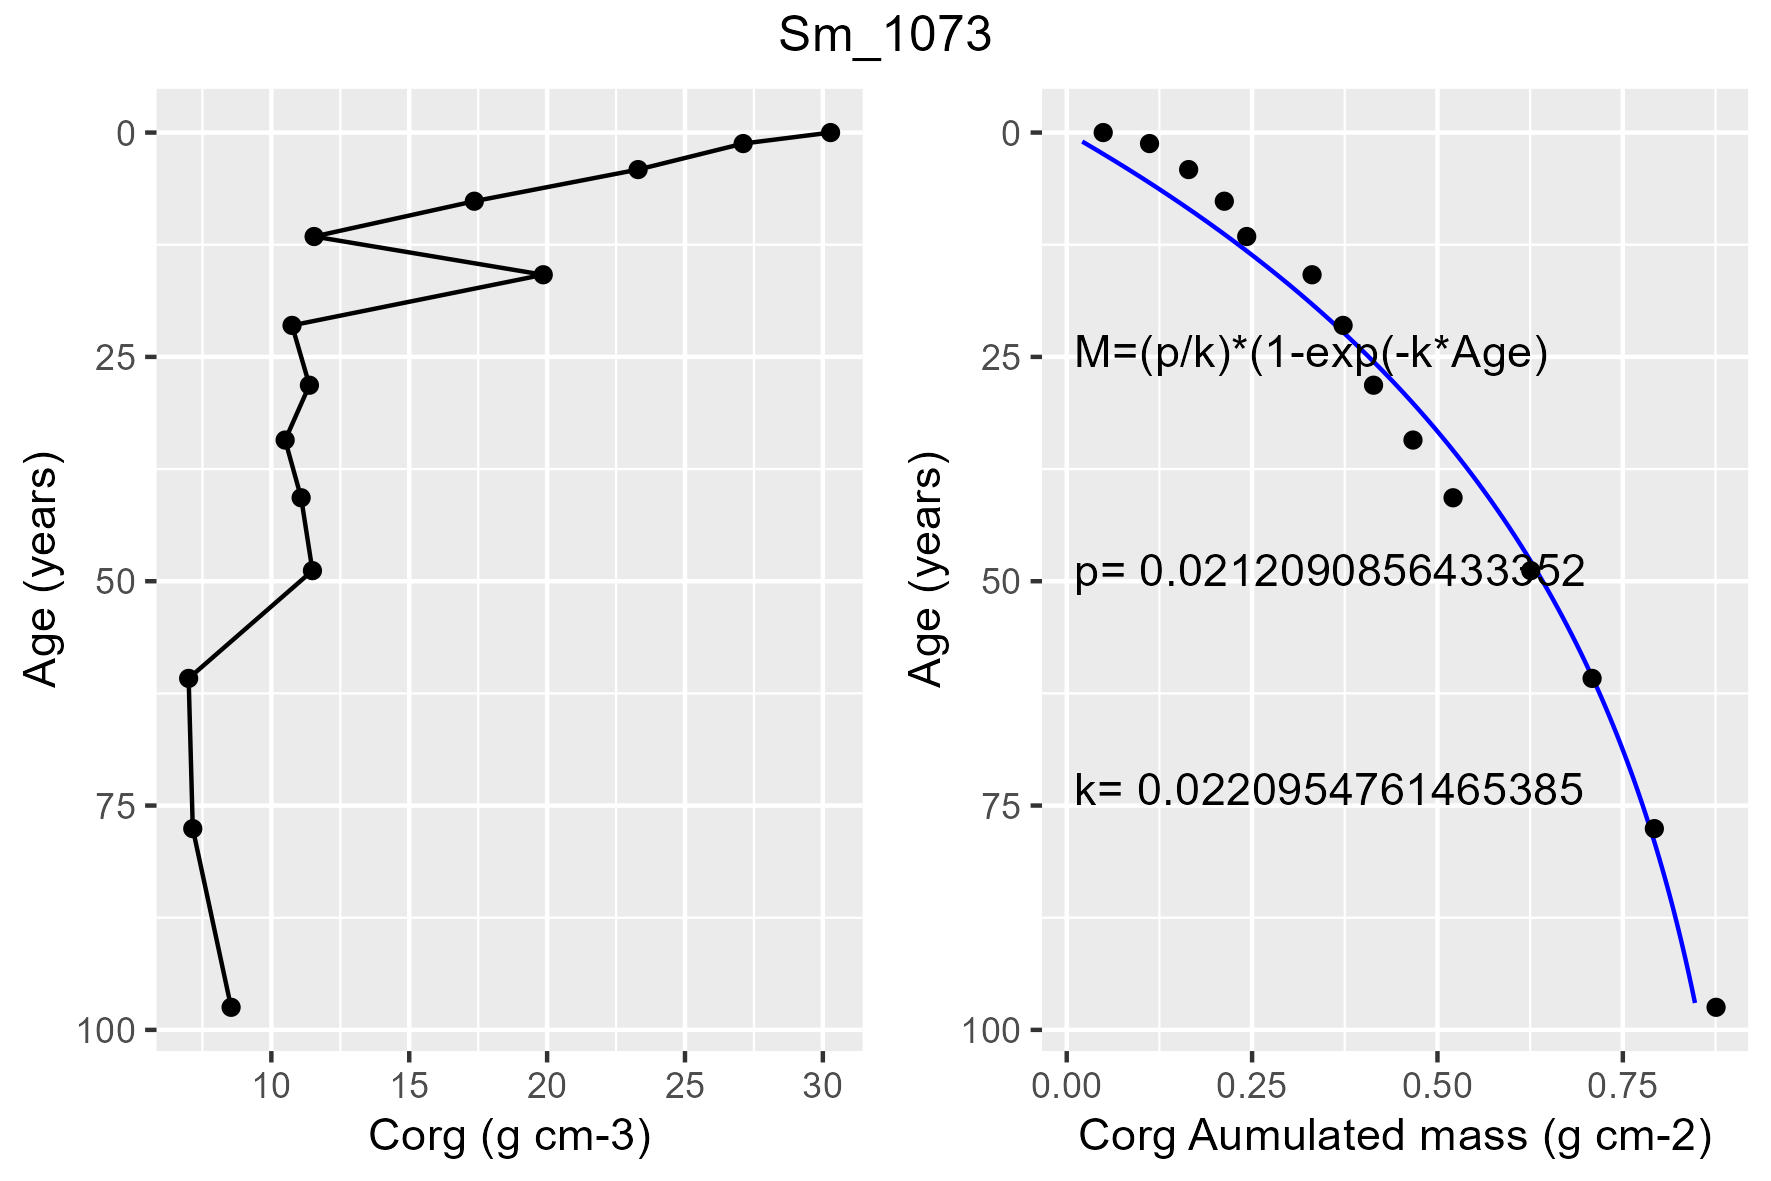 Sm_1073
Age (years)
0
25
50
75
100
10 15 20 25 30
Corg (g cm-3)
Age (years)
0
25
50
75
100
M=(p/k)*(1-exp(-k*Age)
p= 0.0212090856433352
k= 0.0220954761465385
0.00 0.25 0.50 0.75
Corg Aumulated mass (g cm-2)